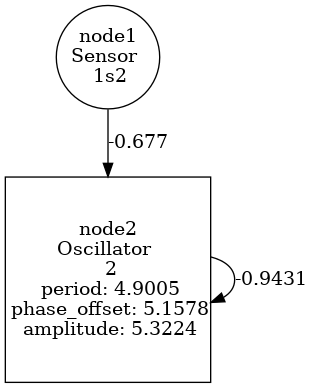 node1
Sensor
1s2
-0.677
node2
Oscillator
2
period: 4.9005
phase_offset: 5.1578
amplitude: 5.3224
-0.9431